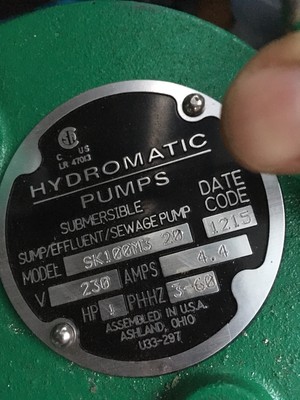 C US
LR 47013
HYDROMATIC
PUMPS
SUBMERSIBLE
SUMP/EFFLUENT/SEWAGE PUMP
DATE
CODE
1215
MODEL SK100M3 20
V 230 AMPS 4.4
HP 1 PH-HZ 3-60
ASSEMBLED IN U.S.A.
ASHLAND, OHIO
U33-297